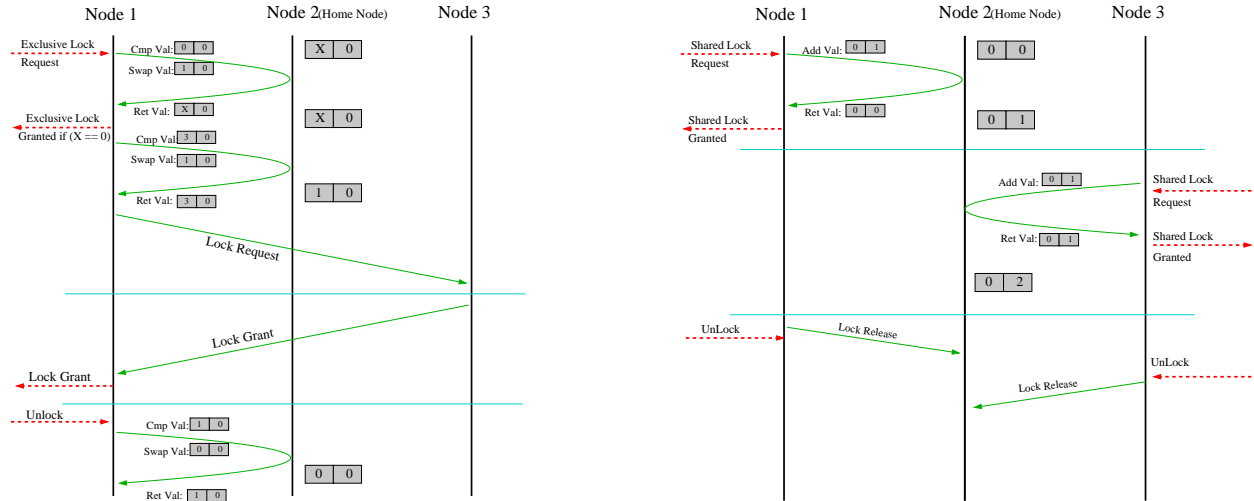 Node 1
Node 2 (Home Node)
Node 3
Exclusive Lock
Request
Cmp Val: 0 0
X 0
Swap Val: 1 0
Ret Val: X 0
X 0
Exclusive Lock
Granted if (X == 0)
Cmp Val: 3 0
Swap Val: 1 0
1 0
Ret Val: 3 0
Lock Request
Lock Grant
Lock Grant
Unlock
Cmp Val: 1 0
Swap Val: 0 0
0 0
Ret Val: 1 0
Node 1
Node 2 (Home Node)
Node 3
Shared Lock
Request
Add Val: 0 1
0 0
Ret Val: 0 0
0 1
Shared Lock
Granted
Add Val: 0 1
Shared Lock
Request
Ret Val: 0 1
Shared Lock
Granted
0 2
UnLock
Lock Release
UnLock
Lock Release